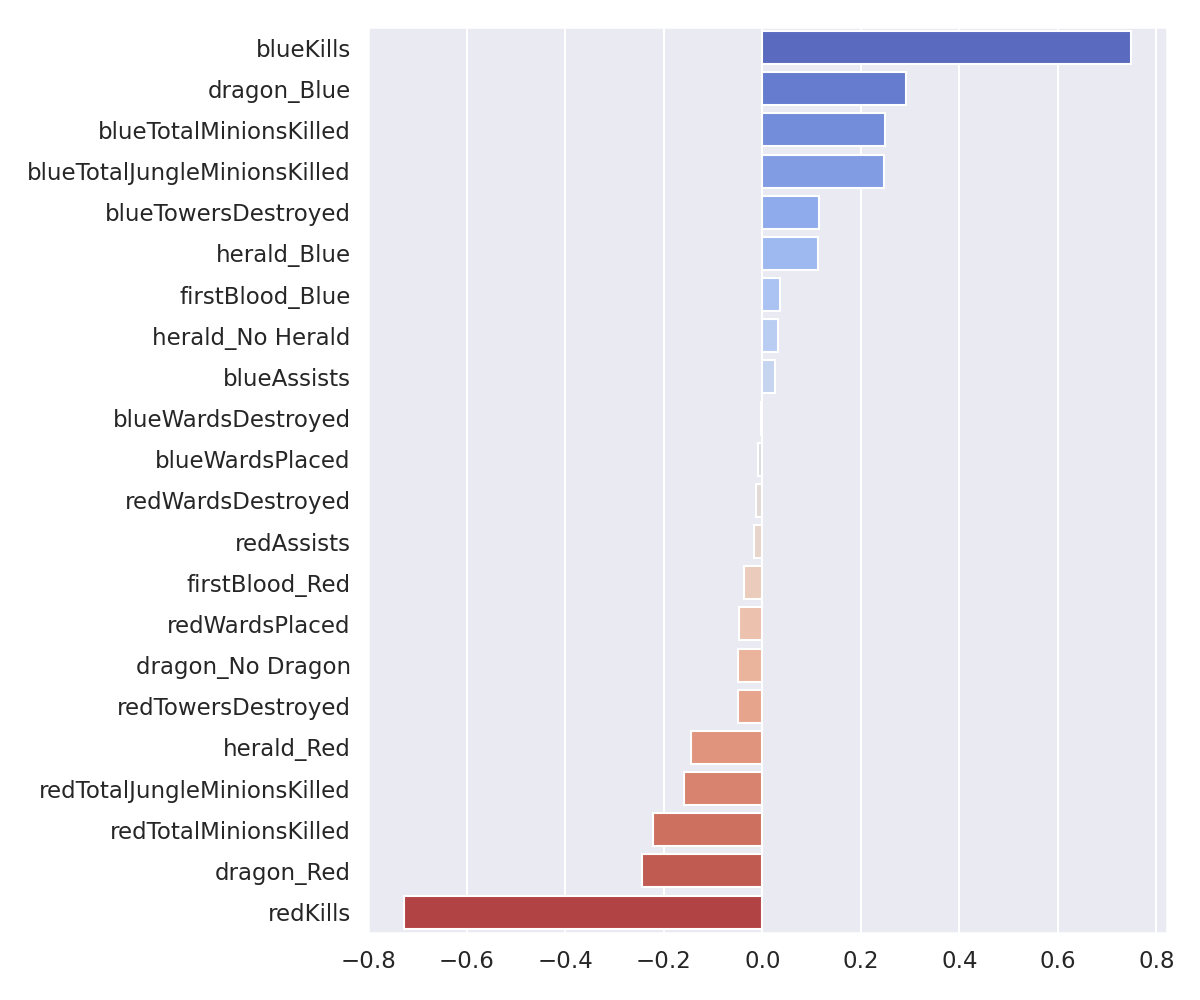 blueKills
dragon_Blue
blueTotalMinionsKilled
blueTotalJungleMinionsKilled
blueTowersDestroyed
herald_Blue
firstBlood_Blue
herald_No Herald
blueAssists
blueWardsDestroyed
blueWardsPlaced
redWardsDestroyed
redAssists
firstBlood_Red
redWardsPlaced
dragon_No Dragon
redTowersDestroyed
herald_Red
redTotalJungleMinionsKilled
redTotalMinionsKilled
dragon_Red
redKills
−0.8 −0.6 −0.4 −0.2 0.0 0.2 0.4 0.6 0.8